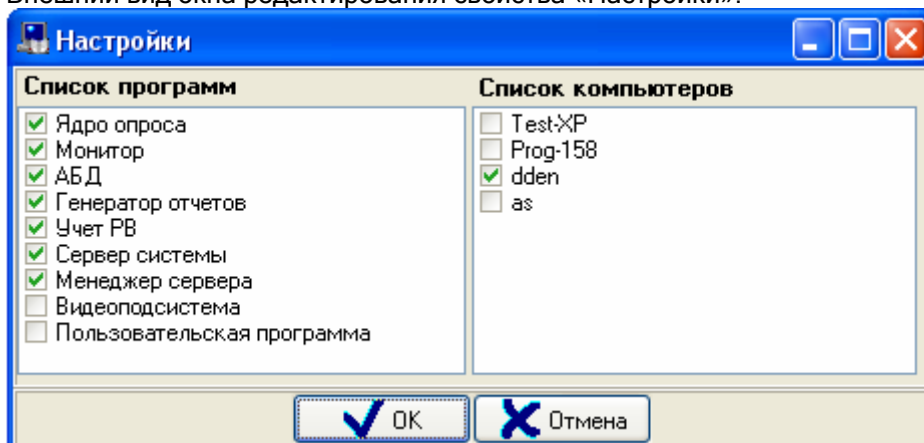 Внешний вид окна редактирования свойства «Настройки»:
Настройки
Список программ
Ядро опроса
Монитор
АБД
Генератор отчетов
Учет РВ
Сервер системы
Менеджер сервера
Видеоподсистема
Пользовательская программа
Список компьютеров
Test-XP
Prog-158
dden
as
OK
Отмена